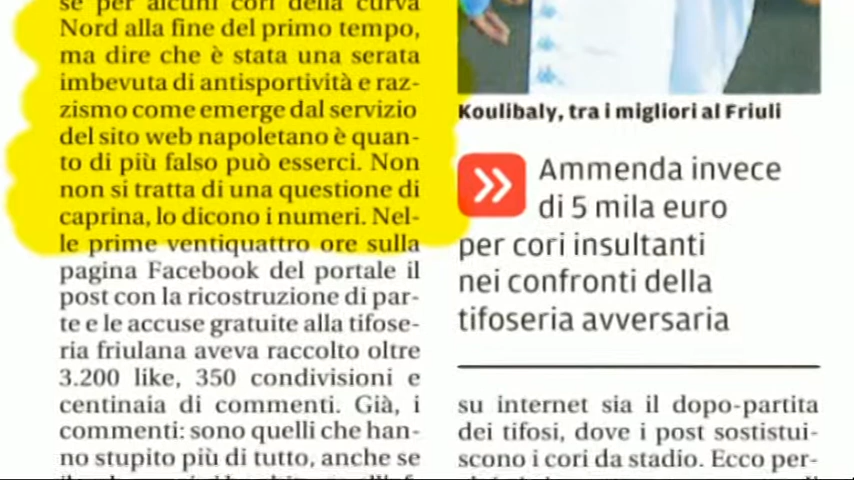 se per alcuni cori della curva
Nord alla fine del primo tempo,
ma dire che è stata una serata
imbevuta di antisportività e raz-
zismo come emerge dal servizio
del sito web napoletano è quan-
to di più falso può esserci. Non
non si tratta di una questione di
caprina, lo dicono i numeri. Nel-
le prime ventiquattro ore sulla
pagina Facebook del portale il
post con la ricostruzione di par-
te e le accuse gratuite alla tifose-
ria friulana aveva raccolto oltre
3.200 like, 350 condivisioni e
centinaia di commenti. Già, i
commenti: sono quelli che han-
no stupito più di tutto, anche se
Koulibaly, tra i migliori al Friuli
Ammenda invece
di 5 mila euro
per cori insultanti
nei confronti della
tifoseria avversaria
su internet sia il dopo-partita
dei tifosi, dove i post sostistui-
scono i cori da stadio. Ecco per-